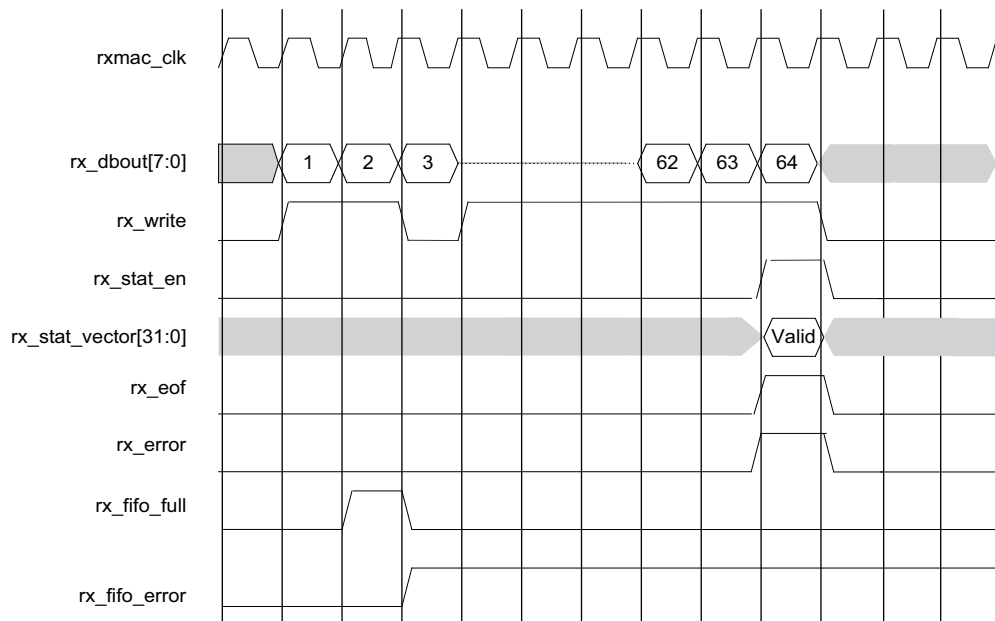 rxmac_clk
rx_dbout[7:0] 1 2 3 62 63 64
rx_write
rx_stat_en
rx_stat_vector[31:0] Valid
rx_eof
rx_error
rx_fifo_full
rx_fifo_error